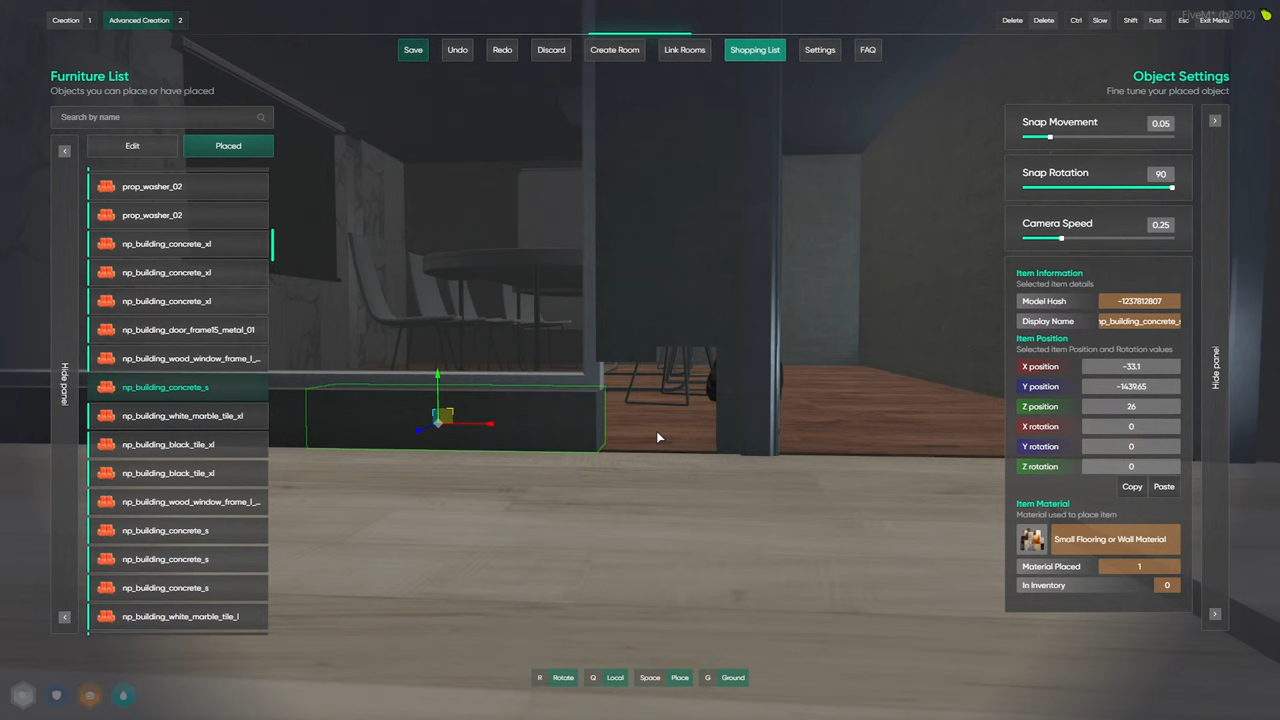 Creation 1 Advanced Creation 2
FiveM* (b2802)
Delete Delete Ctrl Slow Shift Fast Esc Exit Menu
Save Undo Redo Discard Create Room Link Rooms Shopping List Settings FAQ
Furniture List
Objects you can place or have placed
Search by name
Edit Placed
Hide panel
prop_washer_02
prop_washer_02
np_building_concrete_xl
np_building_concrete_xl
np_building_concrete_xl
np_building_door_frame15_metal_01
np_building_wood_window_frame_l_...
np_building_concrete_s
np_building_white_marble_tile_xl
np_building_black_tile_xl
np_building_black_tile_xl
np_building_wood_window_frame_l_...
np_building_concrete_s
np_building_concrete_s
np_building_concrete_s
np_building_white_marble_tile_l
Object Settings
Fine tune your placed object
Snap Movement 0.05
Snap Rotation 90
Camera Speed 0.25
Item Information
Selected item details
Model Hash -1237812807
Display Name np_building_concrete_s
Item Position
Selected item Position and Rotation values
X position -33.1
Y position -1439.65
Z position 26
X rotation 0
Y rotation 0
Z rotation 0
Copy Paste
Item Material
Material used to place item
Small Flooring or Wall Material
Material Placed 1
In Inventory 0
Hide panel
R Rotate Q Local Space Place G Ground